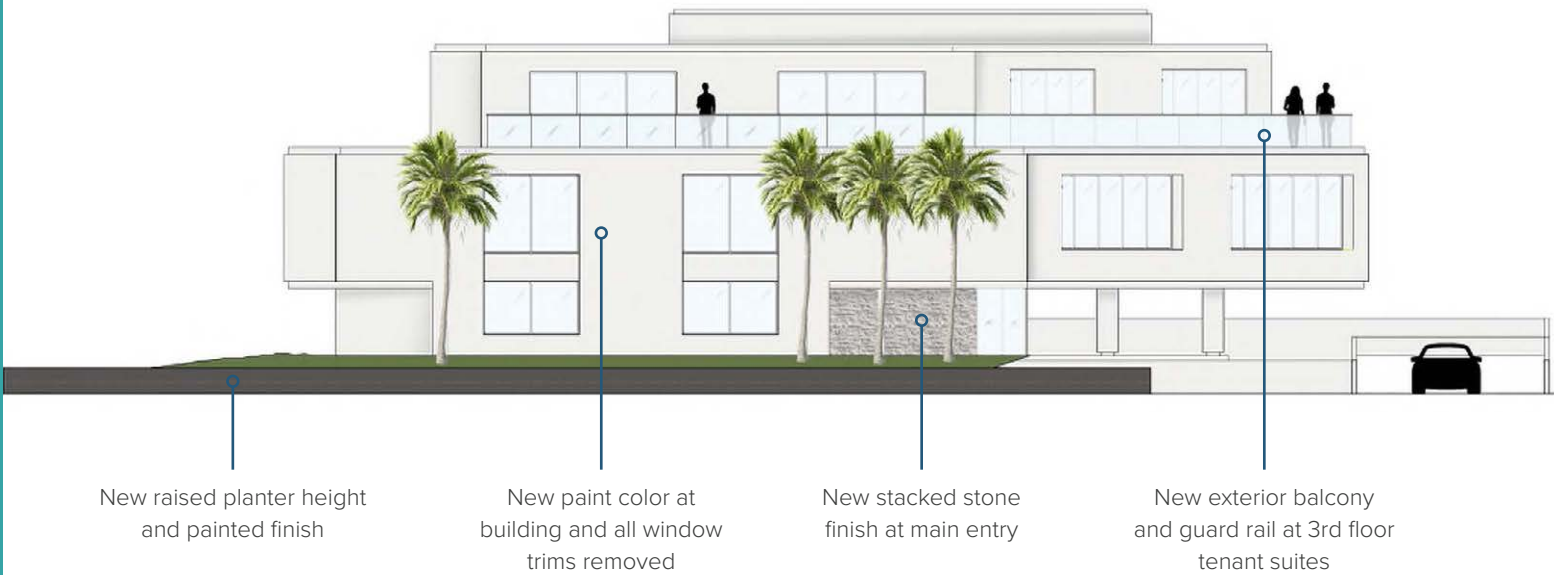 New raised planter height
and painted finish
New paint color at
building and all window
trims removed
New stacked stone
finish at main entry
New exterior balcony
and guard rail at 3rd floor
tenant suites